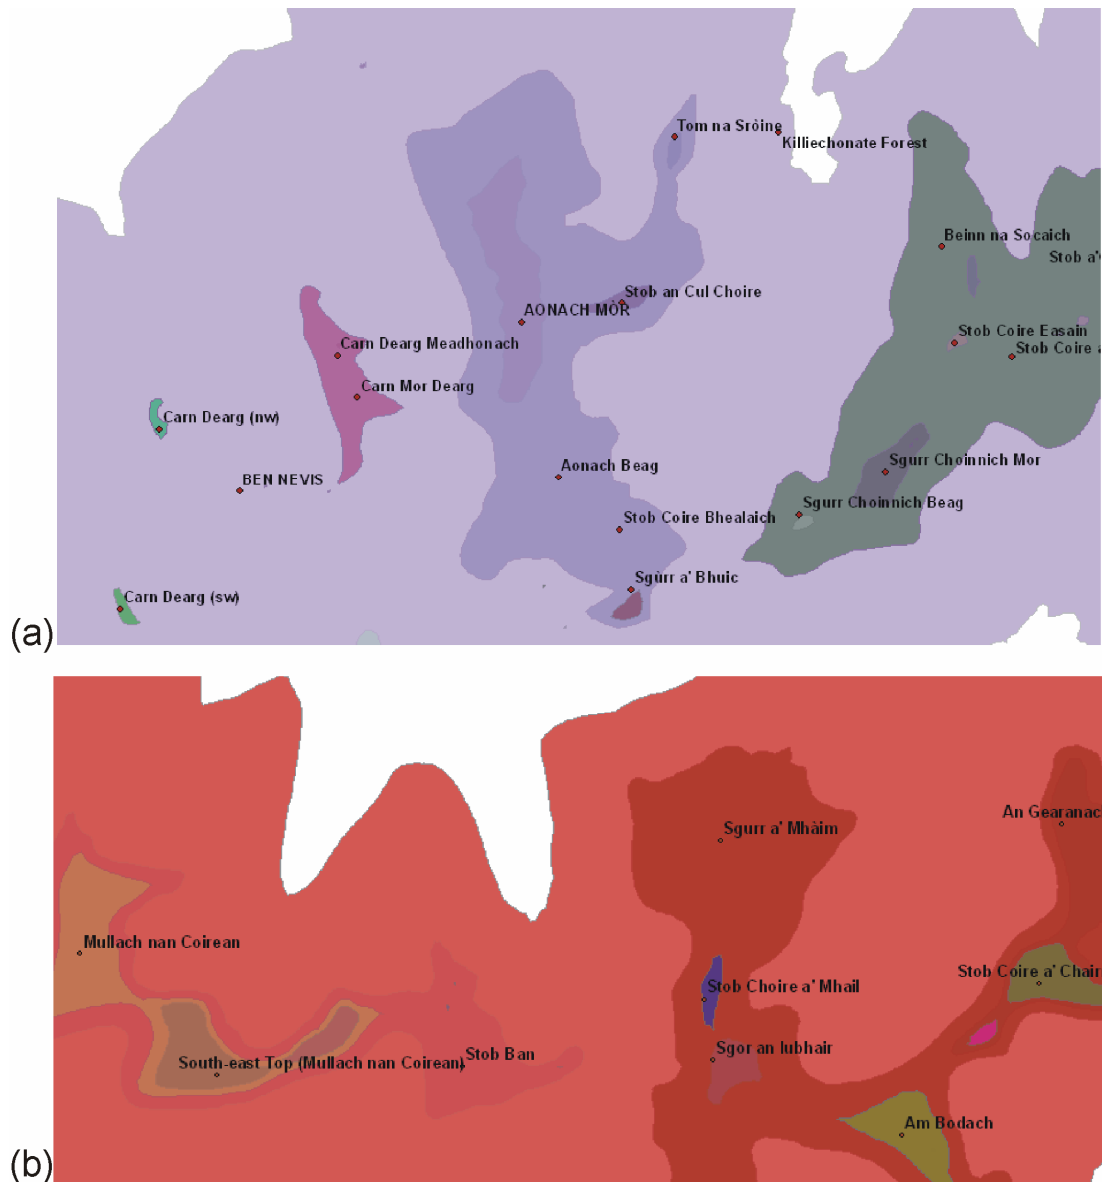 Tom na Sròine
Killiechonate Forest
Beinn na Socaich
Stob a'
Stob an Cul Choire
AONACH MÒR
Stob Coire Easain
Carn Dearg Meadhonach
Stob Coire a
Carn Mor Dearg
Carn Dearg (nw)
Aonach Beag
Sgurr Choinnich Mor
BEN NEVIS
Sgurr Choinnich Beag
Stob Coire Bhealaich
Sgùrr a' Bhuic
Carn Dearg (sw)
(a)
An Gearanac
Sgurr a' Mhàim
Mullach nan Coirean
Stob Coire a' Chair
Stob Choire a' Mhail
Sgor an Iubhair
Stob Ban
South-east Top (Mullach nan Coirean)
Am Bodach
(b)